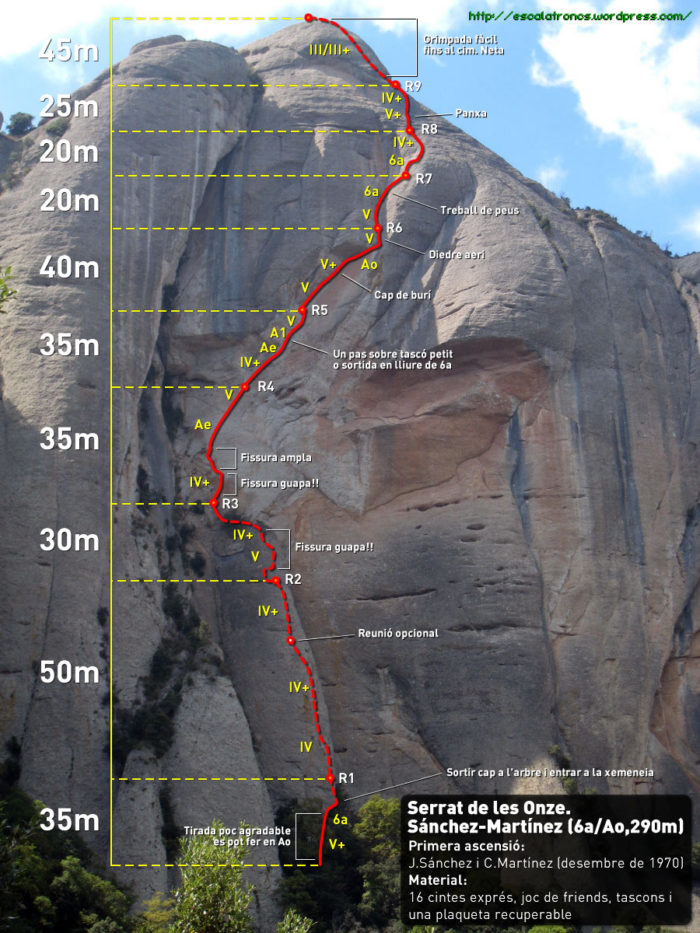 http://escalatronos.wordpress.com/
45m
III/III+
Grimpada fàcil
fins al cim. Neta
R9
25m
IV+
V+
Panxa
R8
20m
IV+
6a
R7
20m
6a
Treball de peus
V
R6
V
Diedre aeri
40m
V+
Ao
Cap de burí
V
R5
35m
V
A1
Ae
Un pas sobre tascó petit
o sortida en lliure de 6a
IV+
R4
35m
V
Ae
Fissura ampla
IV+
Fissura guapa!!
R3
30m
IV+
Fissura guapa!!
V
R2
50m
IV+
Reunió opcional
IV+
IV
R1
Sortir cap a l'arbre i entrar a la xemeneia
35m
6a
Tirada poc agradable
es pot fer en Ao
V+
Serrat de les Onze.
Sánchez-Martínez (6a/Ao,290m)
Primera ascensió:
J.Sánchez i C.Martínez (desembre de 1970)
Material:
16 cintes exprés, joc de friends, tascons i
una plaqueta recuperable